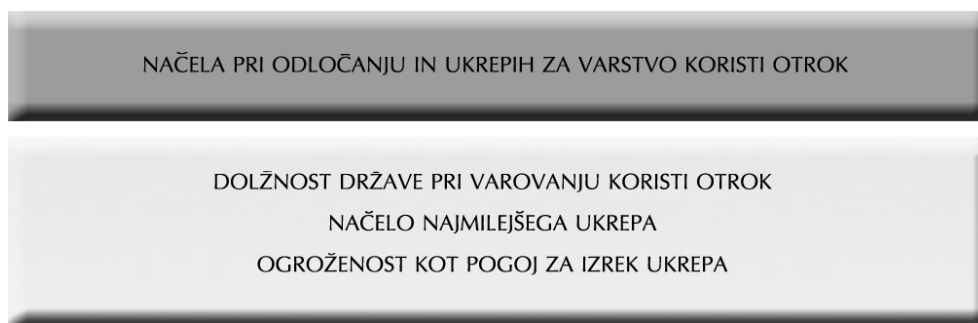 NAČELA PRI ODLOČANJU IN UKREPIH ZA VARSTVO KORISTI OTROK
DOLŽNOST DRŽAVE PRI VAROVANJU KORISTI OTROK
NAČELO NAJMILEJŠEGA UKREPA
OGROŽENOST KOT POGOJ ZA IZREK UKREPA